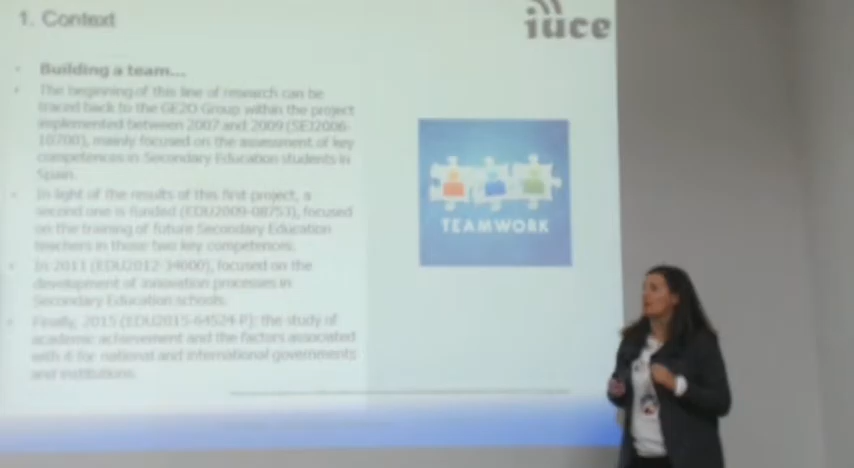 1. Context
iuce
Building a team...
The beginning of this line of research can be
traced back to the GE2O Group within the project
implemented between 2007 and 2009 (SEJ2006-
10700), mainly focused on the assessment of key
competences in Secondary Education students in
Spain.
In light of the results of this first project, a
second one is funded (EDU2009-08753), focused
on the training of future Secondary Education
teachers in those two key competences.
In 2011 (EDU2012-34000), focused on the
development of innovation processes in
Secondary Education schools.
Finally, 2015 (EDU2015-64524-P): the study of
academic achievement and the factors associated
with it for national and international governments
and institutions.
TEAMWORK